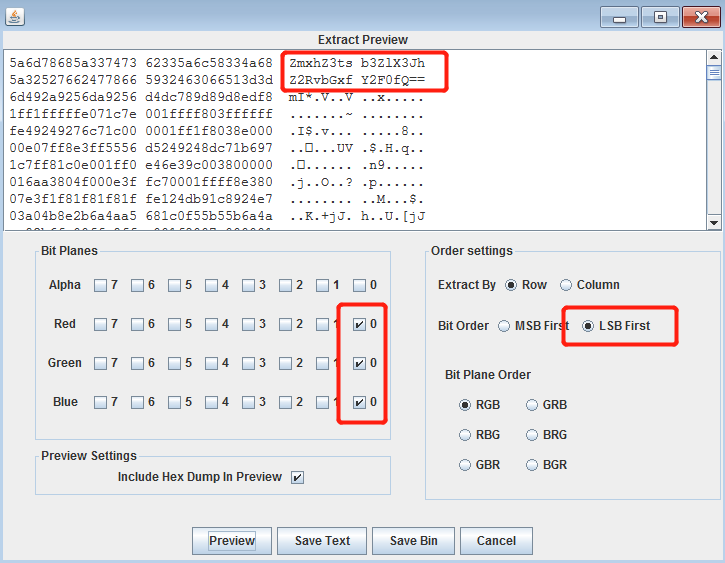 Extract Preview
5a6d78685a337473 62335a6c58334a68 ZmxhZ3ts b3ZlX3Jh
5a32527662477866 5932463066513d3d Z2RvbGxf Y2F0fQ==
6d492a9256da9256 d4dc789d89d8edf8 mI*.V..V ..x.....
1ff1fffffe071c7e 001ffff803ffffff .......~ ........
fe49249276c71c00 0001ff1f8038e000 .I$.v... .....8..
00e07ff8e3ff5556 d5249248dc71b697 ..□...UV .$.H.q..
1c7ff81c0e001ff0 e46e39c003800000 .□...... .n9.....
016aa3804f000e3f fc70001ffff8e380 .j..O..? .p......
07e3f1f81f81f81f fe124db91c8924e7 ........ ..M...$.
03a04b8e2b6a4aa5 681c0f55b55b6a4a ..K.+jJ. h..U.[jJ
Bit Planes
Alpha 7 6 5 4 3 2 1 0
Red 7 6 5 4 3 2 1 0
Green 7 6 5 4 3 2 1 0
Blue 7 6 5 4 3 2 1 0
Preview Settings
Include Hex Dump In Preview
Order settings
Extract By Row Column
Bit Order MSB First LSB First
Bit Plane Order
RGB GRB
RBG BRG
GBR BGR
Preview Save Text Save Bin Cancel